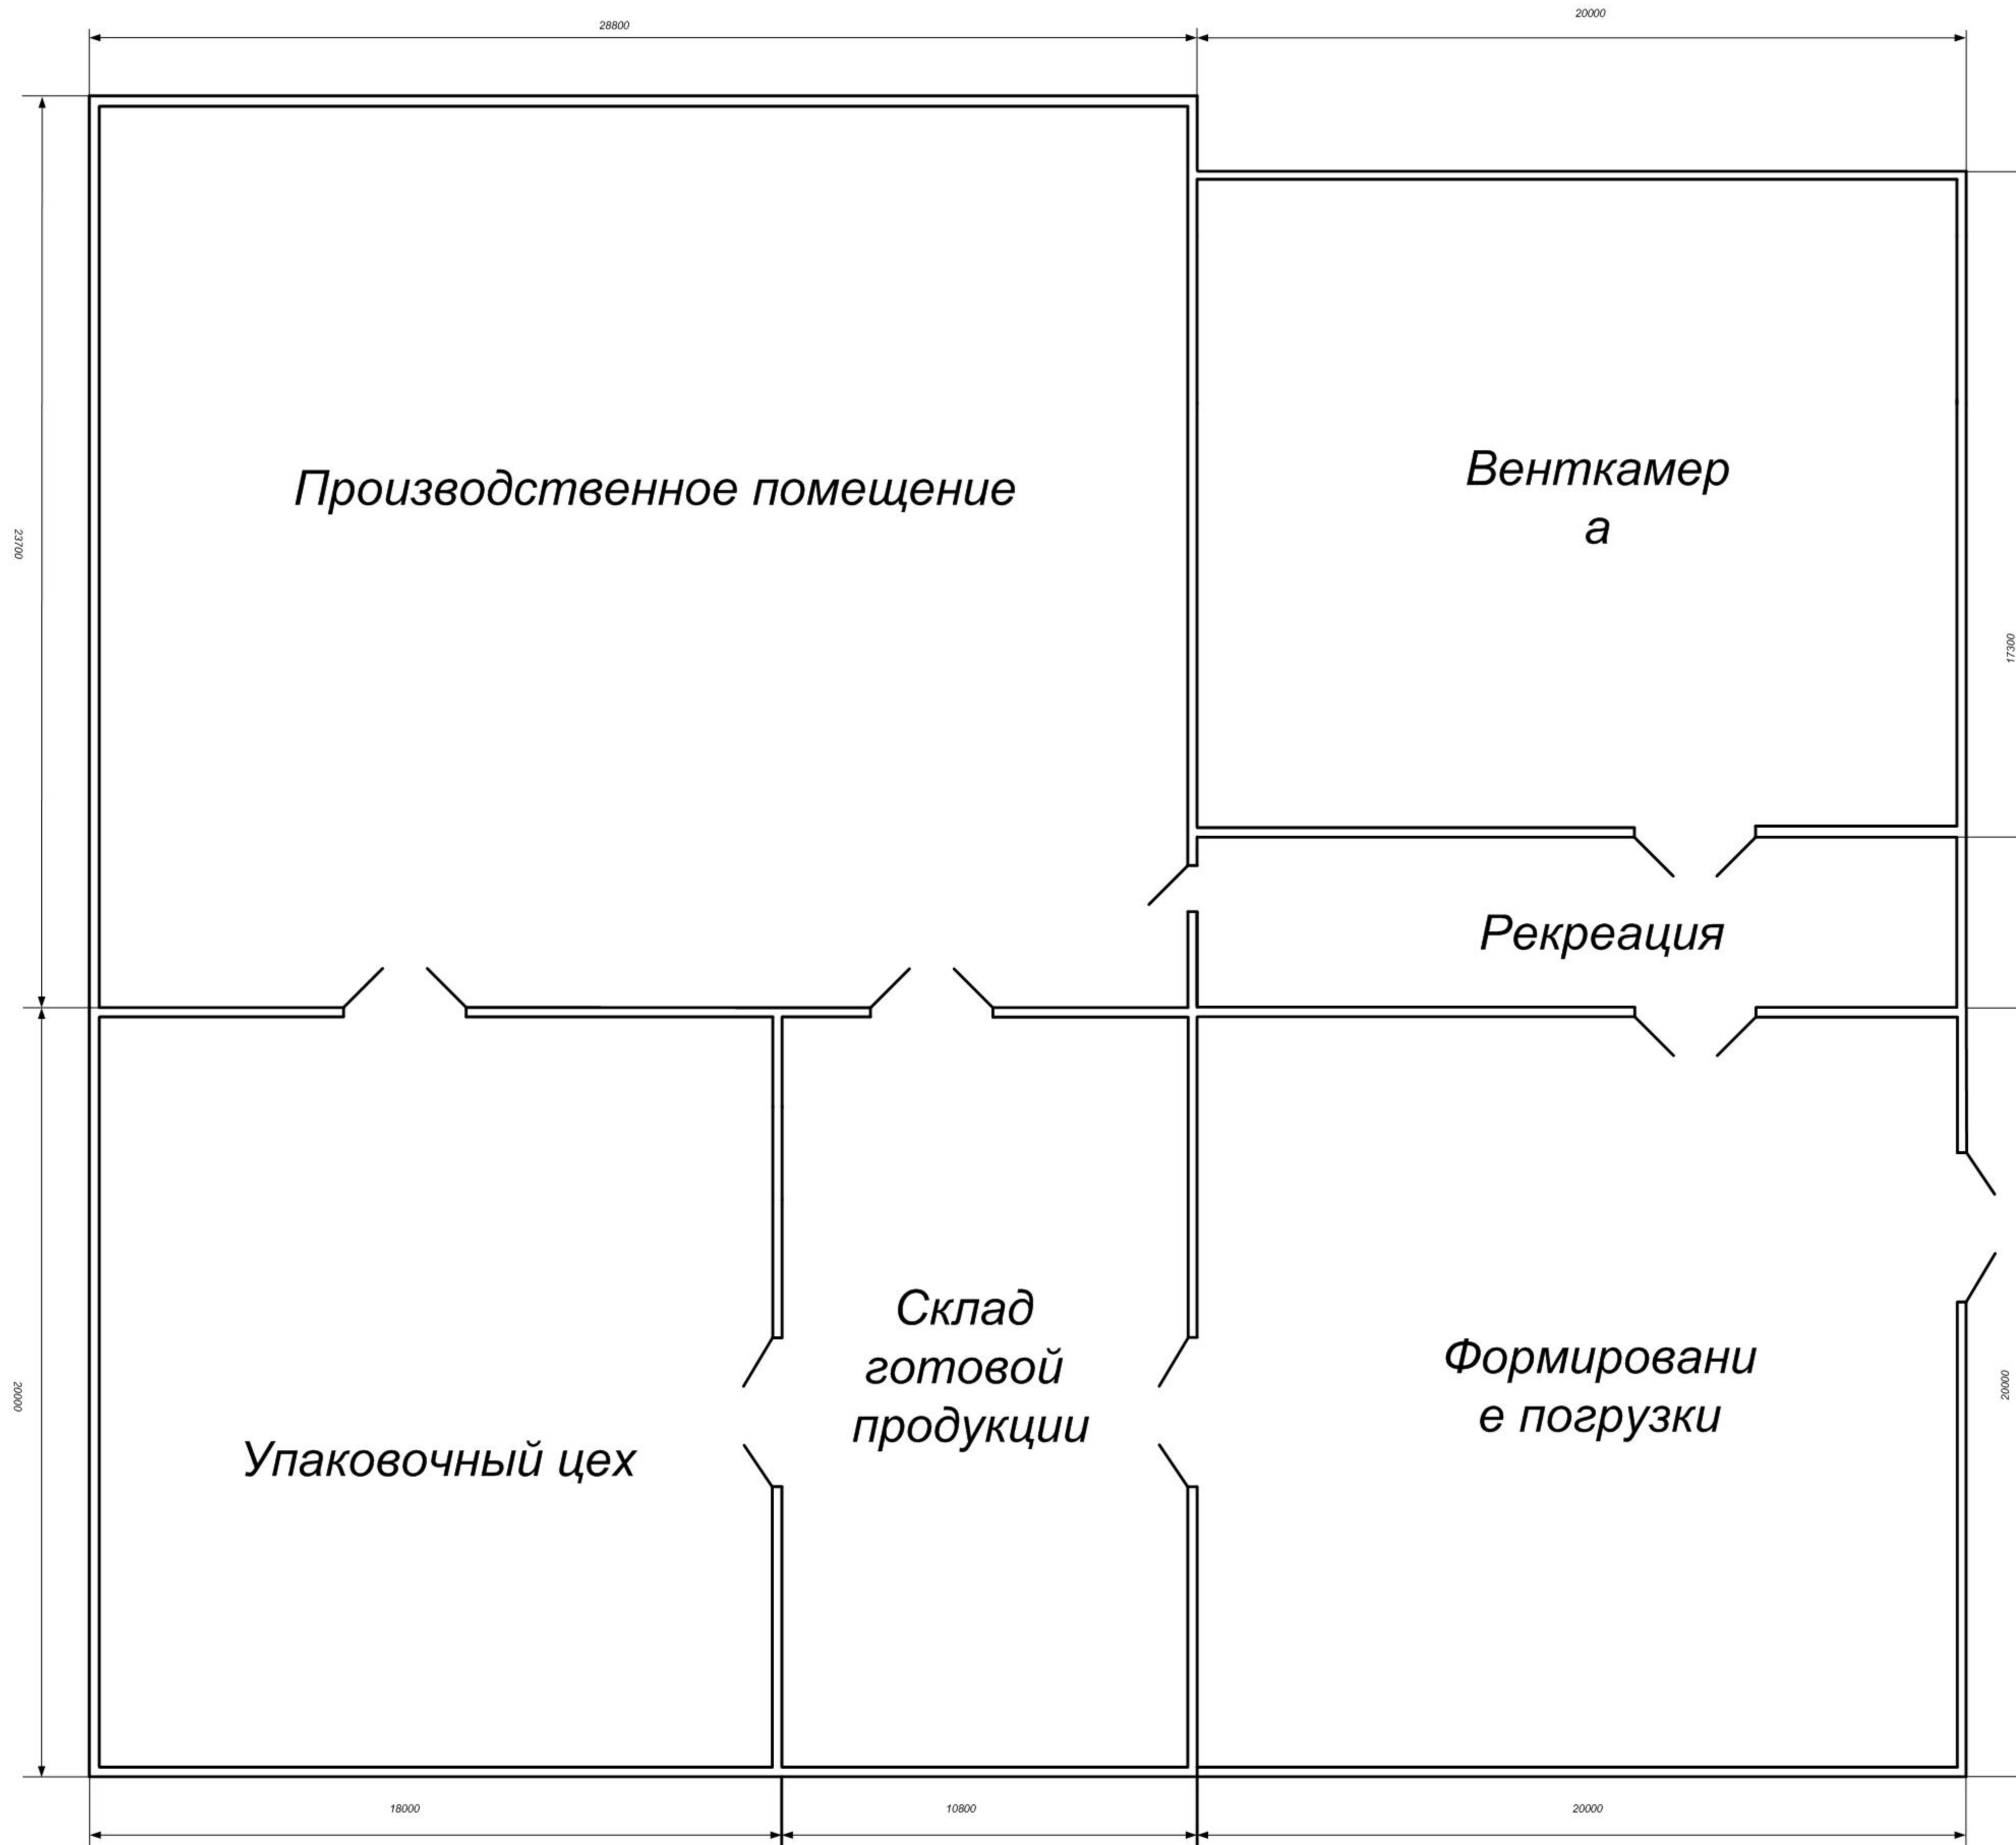 28800
20000
Производственное помещение
Венткамер
а
23700
17300
Рекреация
Склад
готовой
продукции
Формировани
е погрузки
Упаковочный цех
20000
20000
18000
10800
20000